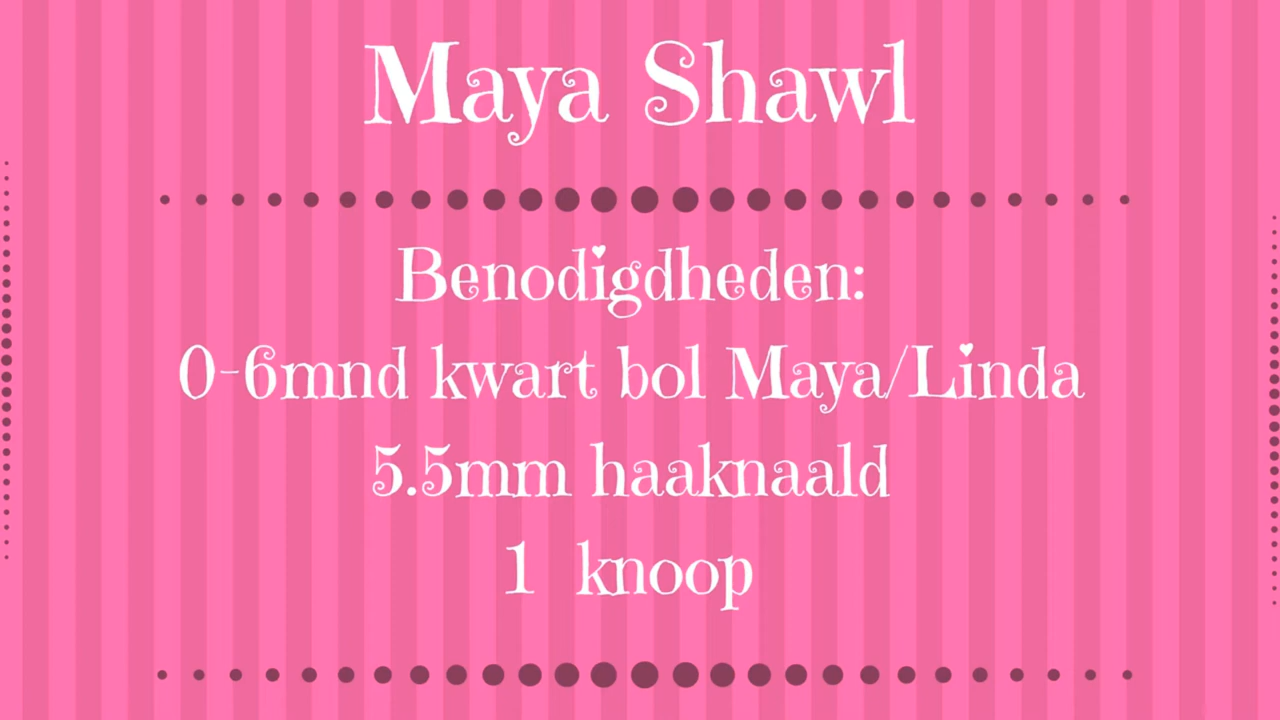 Maya Shawl
Benodigdheden:
0-6mnd kwart bol Maya/Linda
5.5mm haaknaald
1 knoop